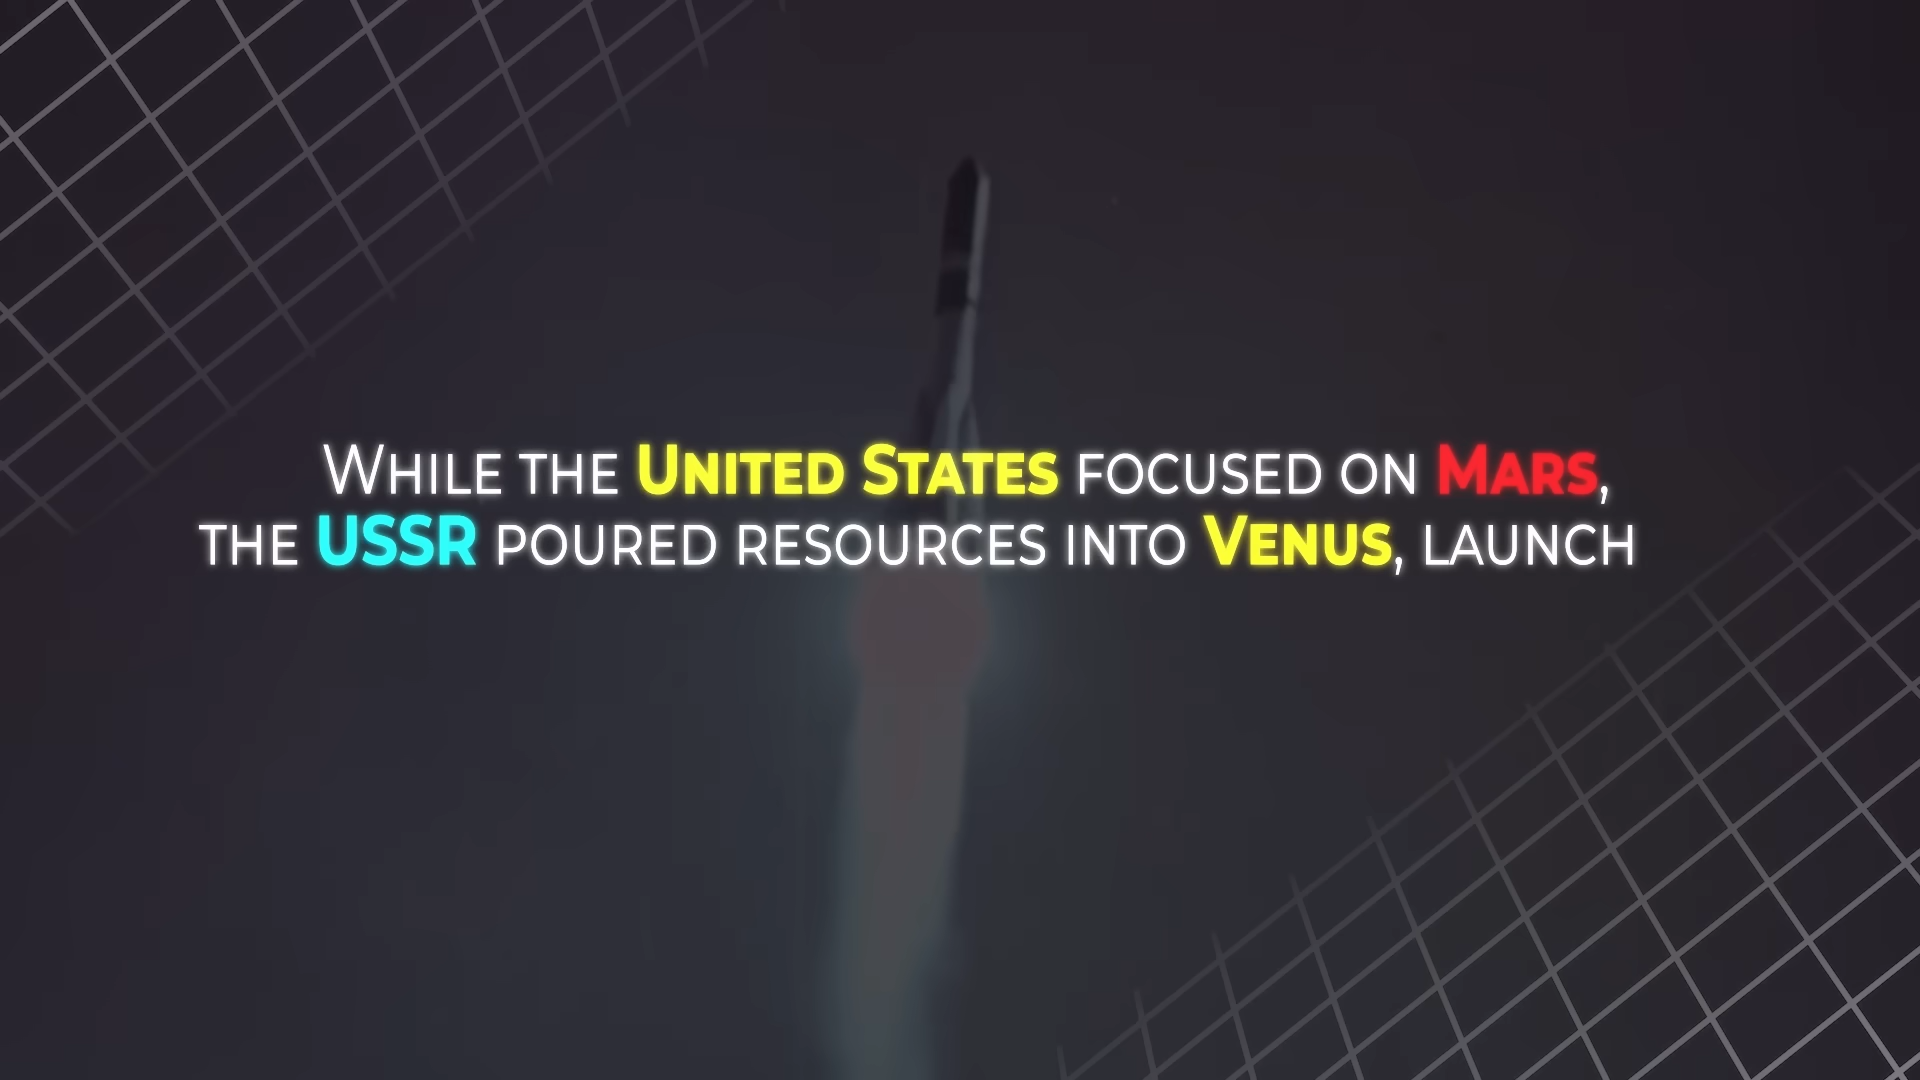 While the United States focused on Mars,
the USSR poured resources into Venus, launch